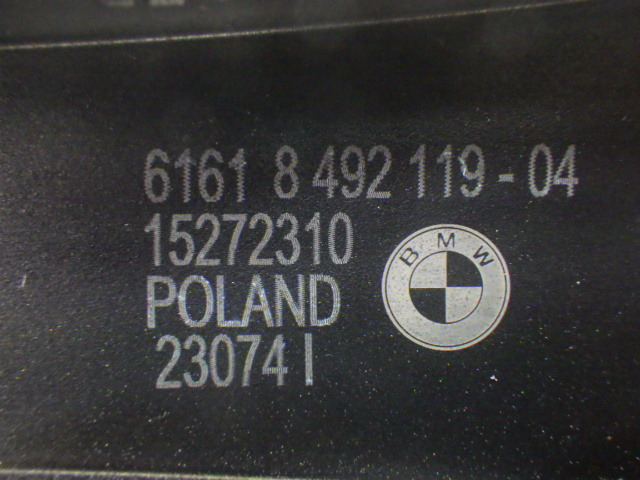 6161 8 492 119 - 04
15272310
POLAND
23074 I
BMW